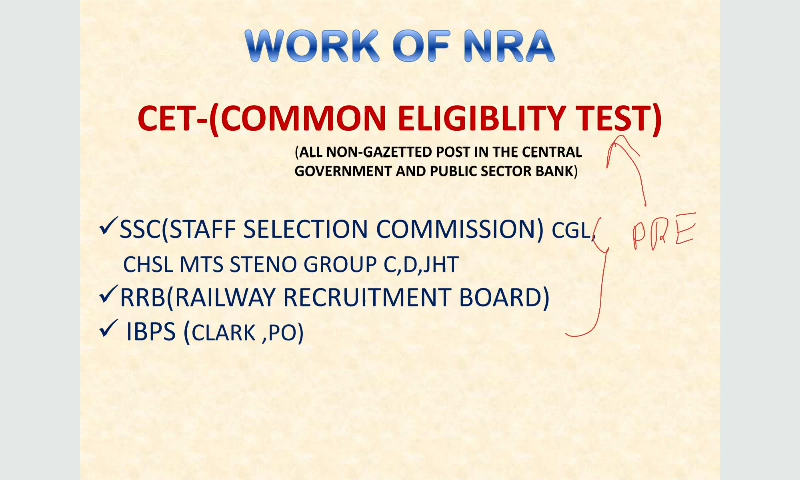 WORK OF NRA
CET-(COMMON ELIGIBLITY TEST)
(ALL NON-GAZETTED POST IN THE CENTRAL
GOVERNMENT AND PUBLIC SECTOR BANK)
✓SSC(STAFF SELECTION COMMISSION) CGL,
PRE
CHSL MTS STENO GROUP C,D,JHT
✓RRB(RAILWAY RECRUITMENT BOARD)
✓ IBPS (CLARK ,PO)